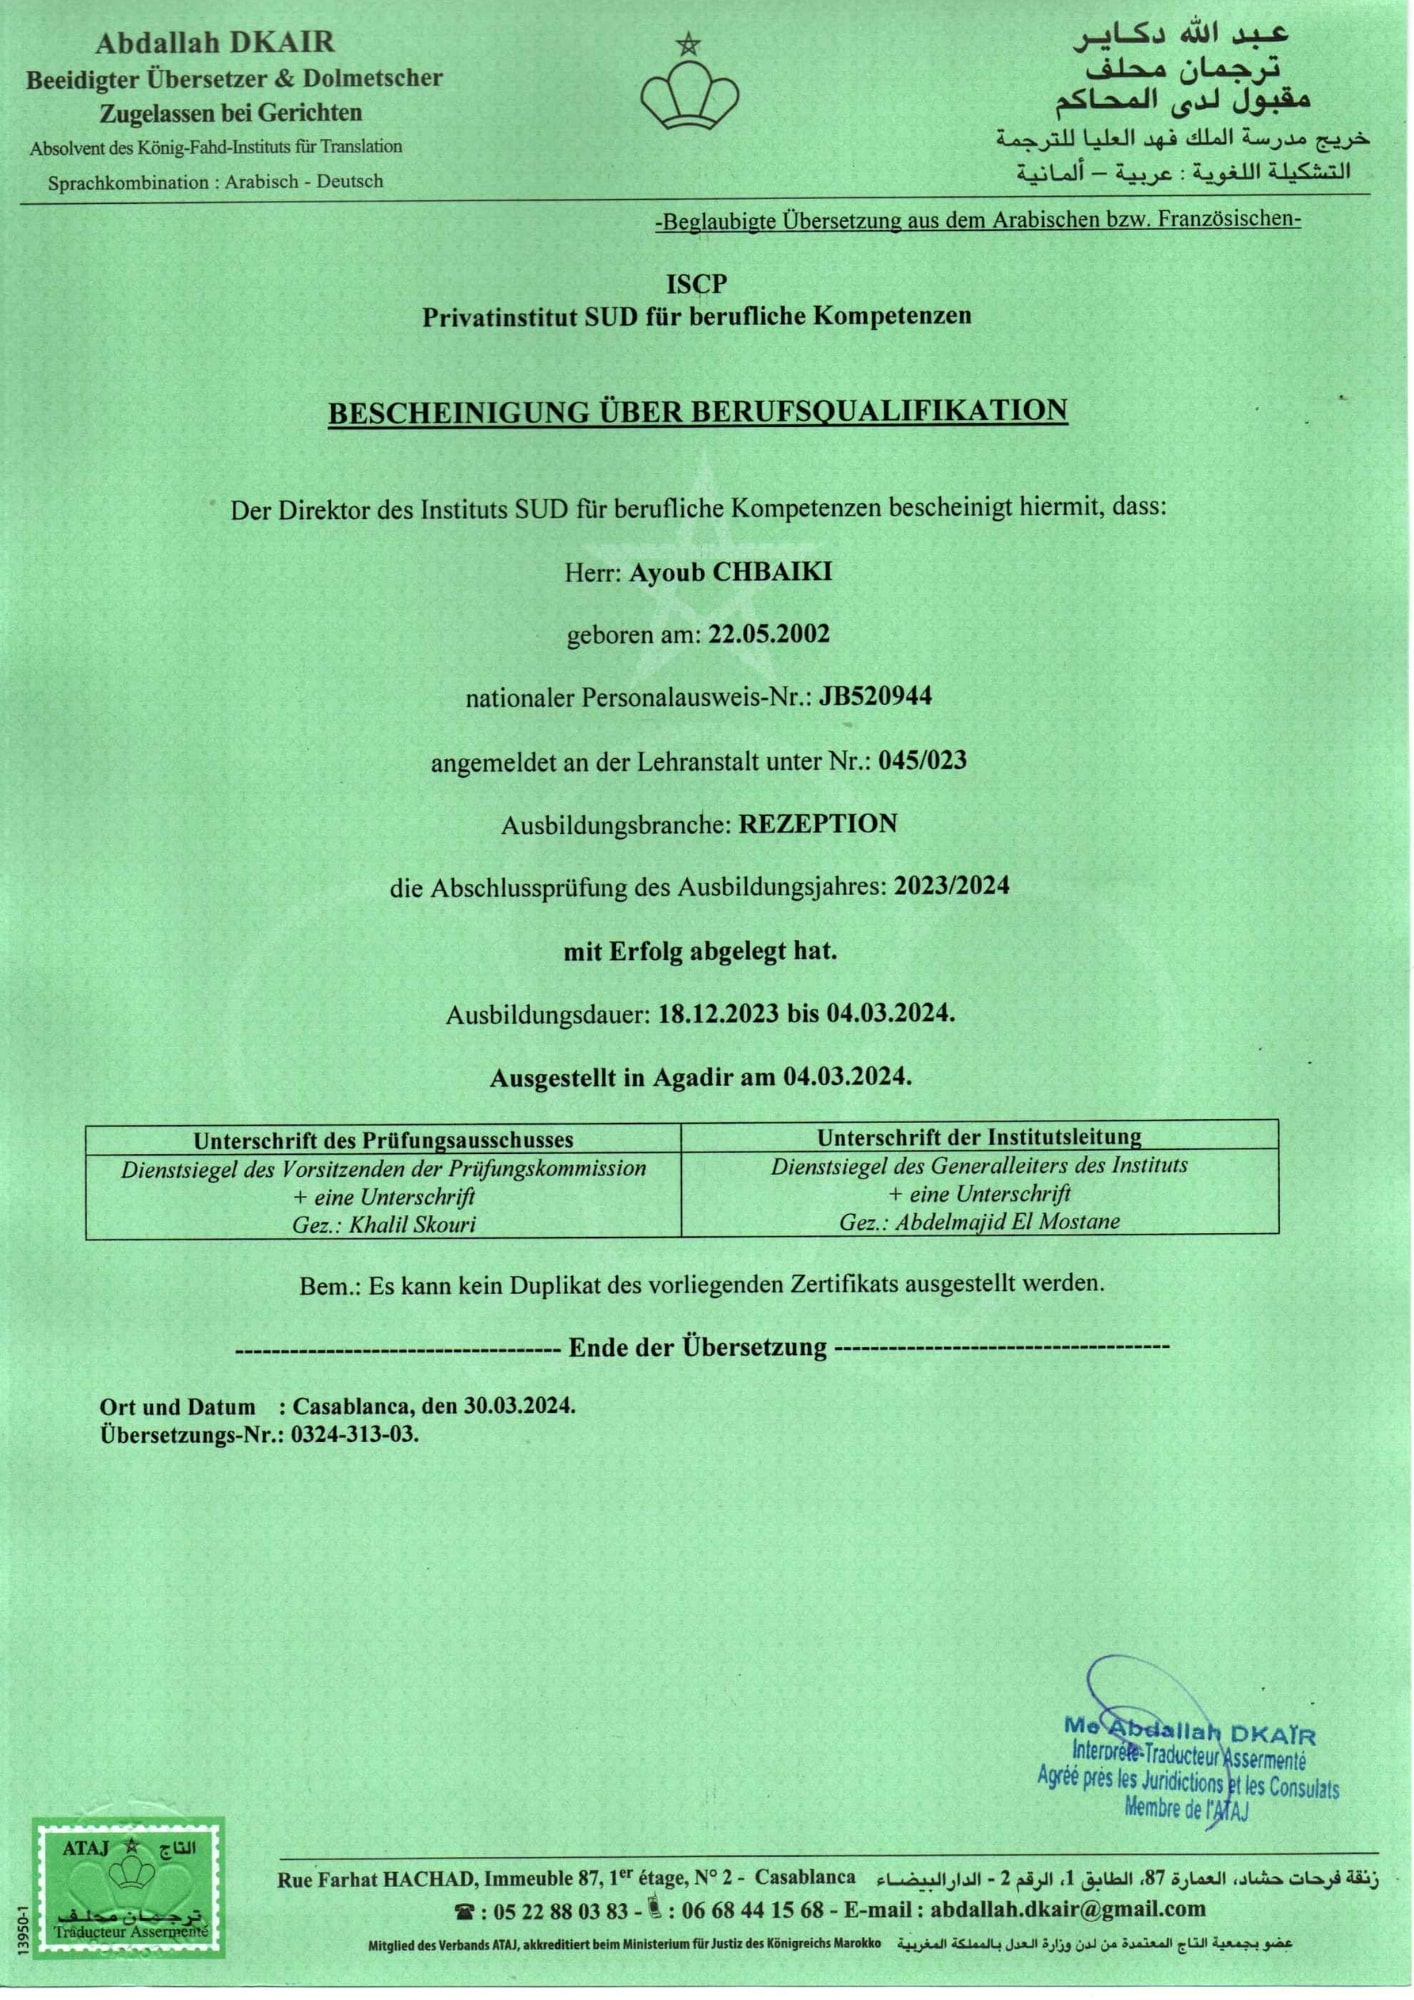 Abdallah DKAIR
Beeidigter Übersetzer & Dolmetscher
Zugelassen bei Gerichten
Absolvent des König-Fahd-Instituts für Translation
Sprachkombination : Arabisch - Deutsch
عبد الله دكاير
ترجمان محلف
مقبول لدى المحاكم
خريج مدرسة الملك فهد العليا للترجمة
التشكيلة اللغوية : عربية – ألمانية
-Beglaubigte Übersetzung aus dem Arabischen bzw. Französischen-
ISCP
Privatinstitut SUD für berufliche Kompetenzen
BESCHEINIGUNG ÜBER BERUFSQUALIFIKATION
Der Direktor des Instituts SUD für berufliche Kompetenzen bescheinigt hiermit, dass:
Herr: Ayoub CHBAIKI
geboren am: 22.05.2002
nationaler Personalausweis-Nr.: JB520944
angemeldet an der Lehranstalt unter Nr.: 045/023
Ausbildungsbranche: REZEPTION
die Abschlussprüfung des Ausbildungsjahres: 2023/2024
mit Erfolg abgelegt hat.
Ausbildungsdauer: 18.12.2023 bis 04.03.2024.
Ausgestellt in Agadir am 04.03.2024.
Unterschrift des Prüfungsausschusses
Dienstsiegel des Vorsitzenden der Prüfungskommission
+ eine Unterschrift
Gez.: Khalil Skouri
Unterschrift der Institutsleitung
Dienstsiegel des Generalleiters des Instituts
+ eine Unterschrift
Gez.: Abdelmajid El Mostane
Bem.: Es kann kein Duplikat des vorliegenden Zertifikats ausgestellt werden.
------------------------------------ Ende der Übersetzung -------------------------------------
Ort und Datum : Casablanca, den 30.03.2024.
Übersetzungs-Nr.: 0324-313-03.
Me Abdallah DKAÏR
Interprète-Traducteur Assermenté
Agréé près les Juridictions et les Consulats
Membre de l'ATAJ
ATAJ التاج
ترجمان محلف
Traducteur Assermenté
13950-1
Rue Farhat HACHAD, Immeuble 87, 1er étage, N° 2 - Casablanca زنقة فرحات حشاد، العمارة 87، الطابق 1، الرقم 2 - الدارالبيضاء
☎ : 05 22 88 03 83 - : 06 68 44 15 68 - E-mail : abdallah.dkair@gmail.com
Mitglied des Verbands ATAJ, akkreditiert beim Ministerium für Justiz des Königreichs Marokko عضو بجمعية التاج المعتمدة من لدن وزارة العدل بالمملكة المغربية